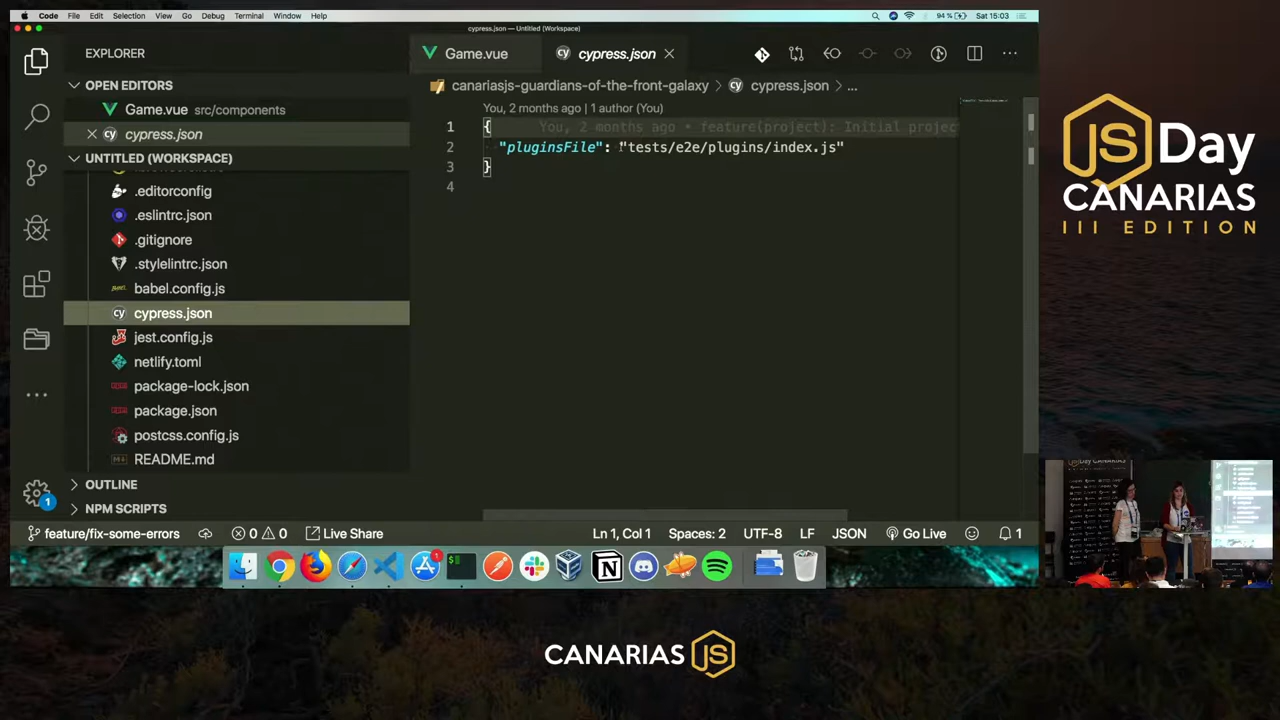 Code File Edit Selection View Go Debug Terminal Window Help 94 % Sat 15:03
cypress.json — Untitled (Workspace)
EXPLORER
OPEN EDITORS
Game.vue src/components
cypress.json
UNTITLED (WORKSPACE)
.editorconfig
.eslintrc.json
.gitignore
.stylelintrc.json
babel.config.js
cypress.json
jest.config.js
netlify.toml
package-lock.json
package.json
postcss.config.js
README.md
OUTLINE
NPM SCRIPTS
1
Game.vue
cypress.json
canariasjs-guardians-of-the-front-galaxy > cypress.json > ...
You, 2 months ago | 1 author (You)
1 { You, 2 months ago • feature(project): Initial projec
2 "pluginsFile": "tests/e2e/plugins/index.js"
3 }
4
feature/fix-some-errors 0 0 Live Share Ln 1, Col 1 Spaces: 2 UTF-8 LF JSON Go Live 1
1
JS Day
CANARIAS
III EDITION
CANARIAS JS